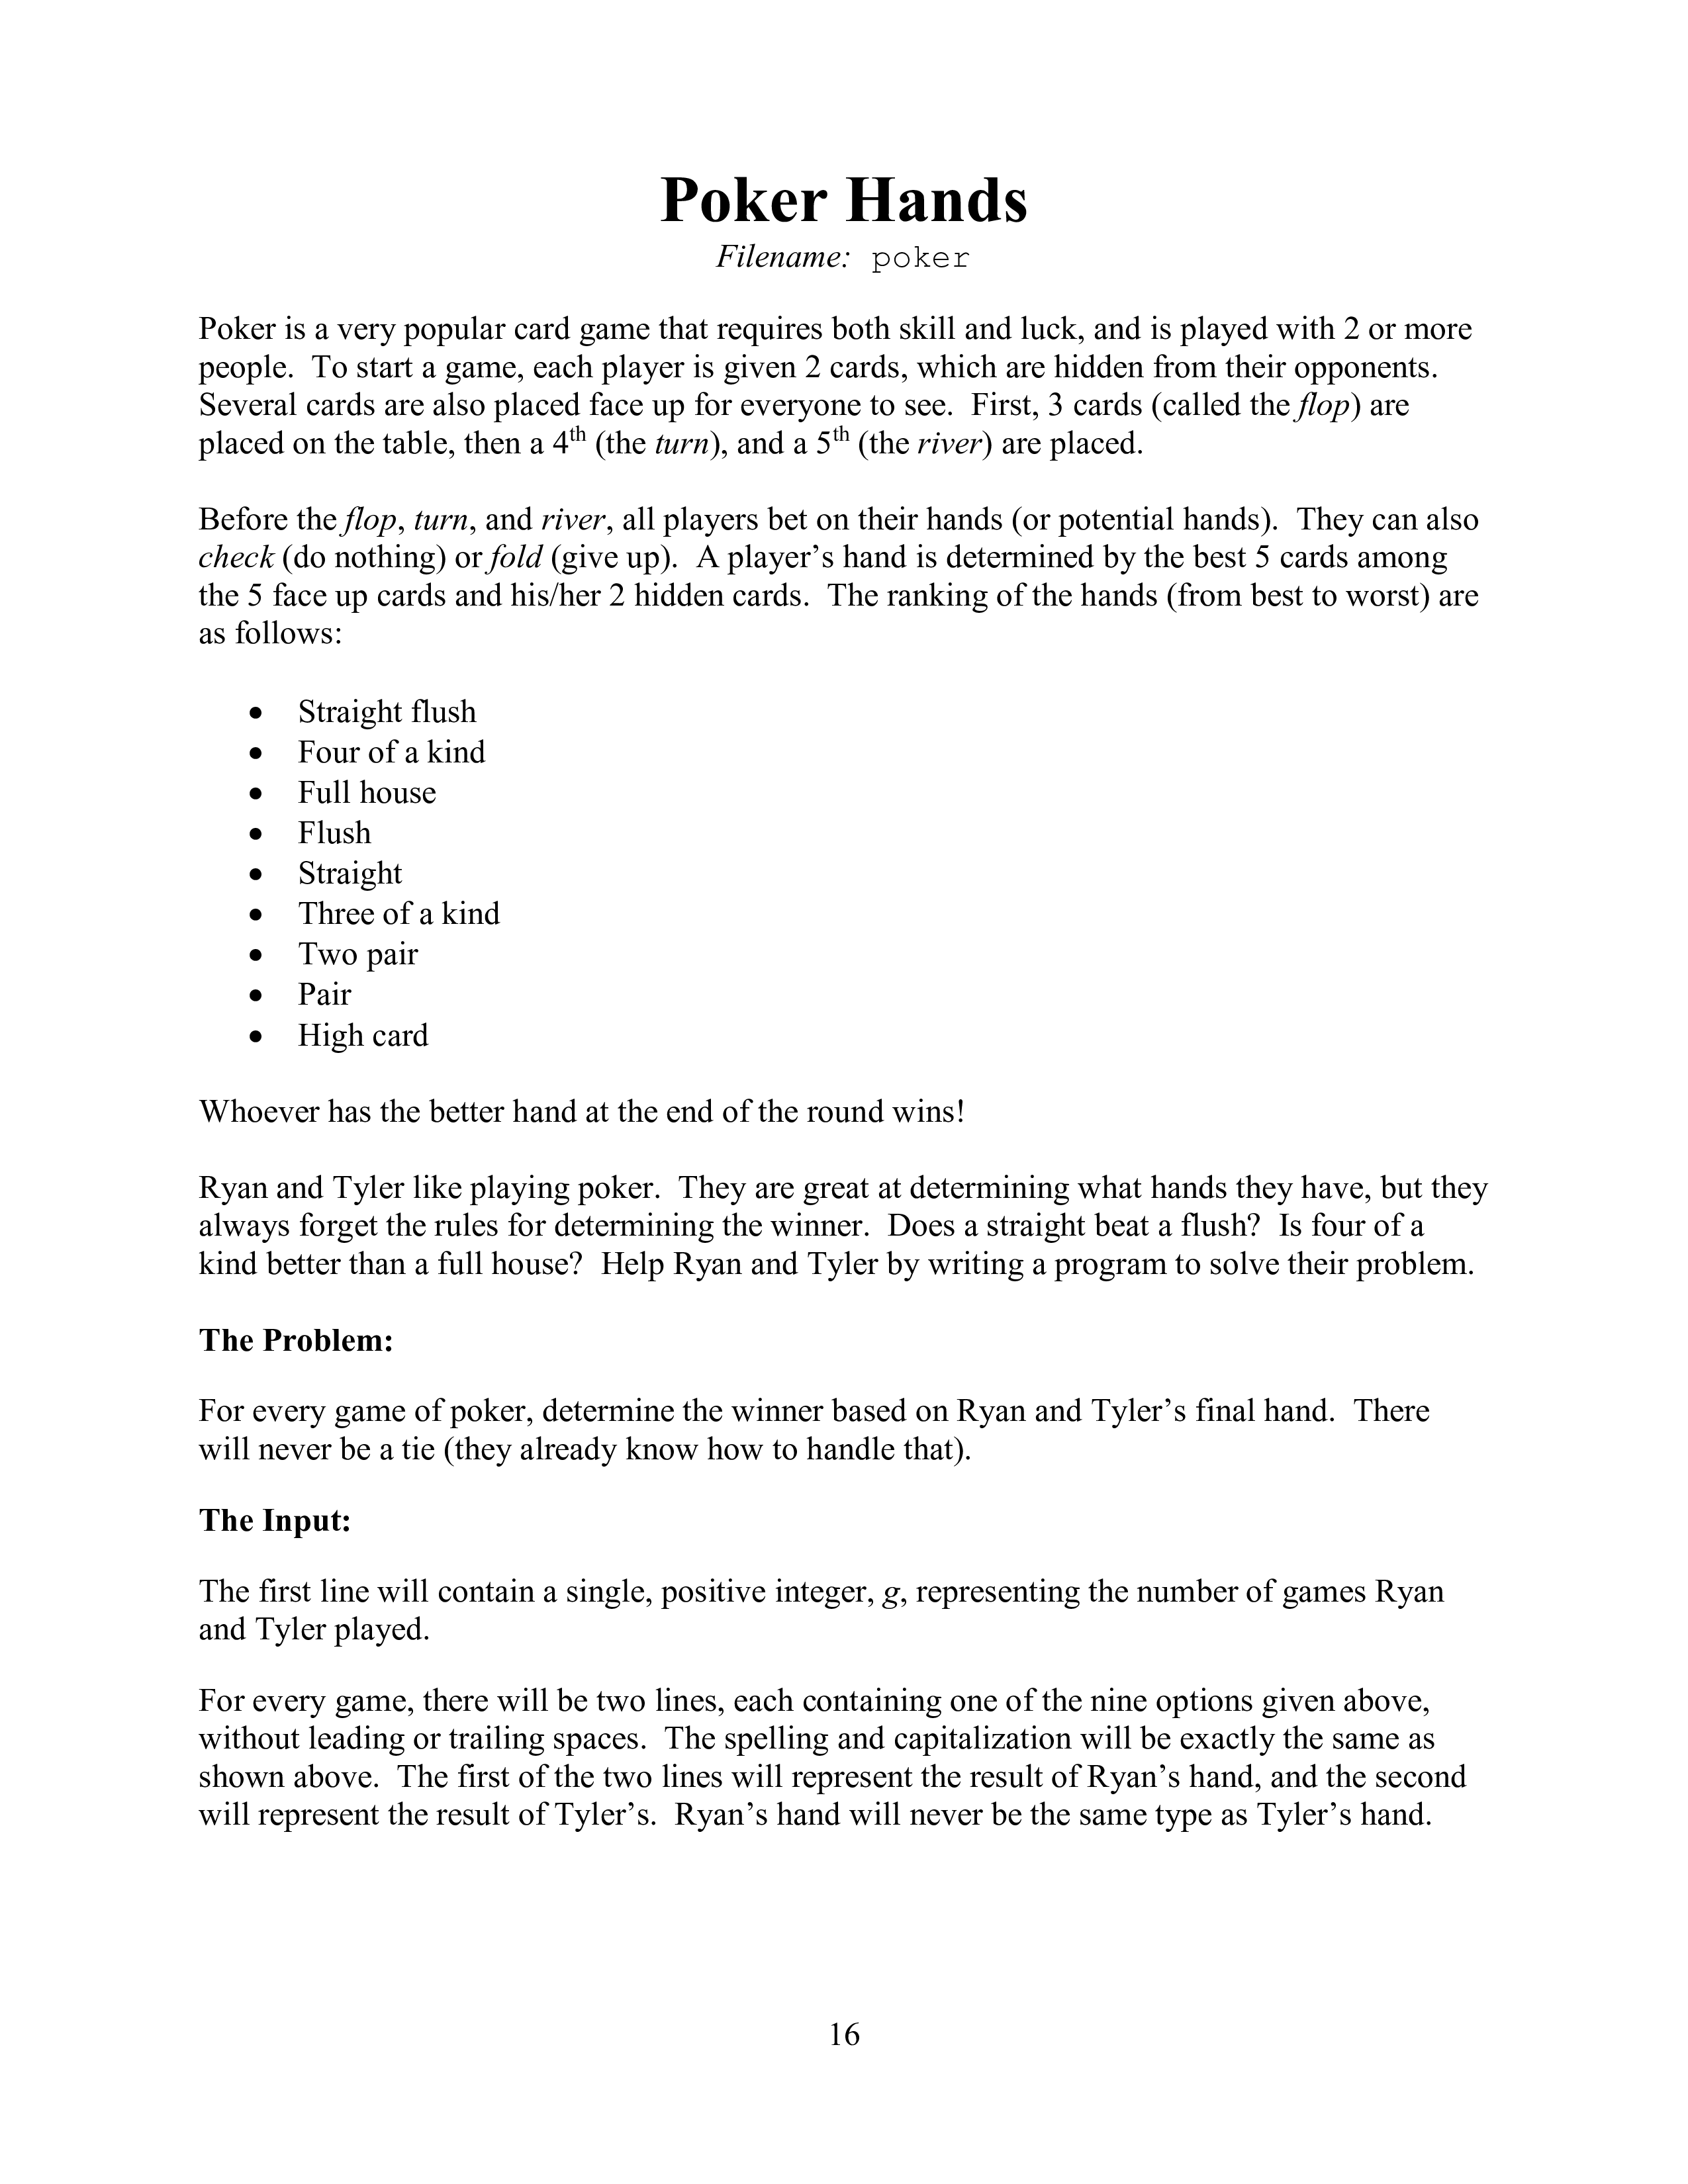 Poker Hands
Filename: poker
Poker is a very popular card game that requires both skill and luck, and is played with 2 or more
people. To start a game, each player is given 2 cards, which are hidden from their opponents.
Several cards are also placed face up for everyone to see. First, 3 cards (called the flop) are
placed on the table, then a 4th (the turn), and a 5th (the river) are placed.
Before the flop, turn, and river, all players bet on their hands (or potential hands). They can also
check (do nothing) or fold (give up). A player’s hand is determined by the best 5 cards among
the 5 face up cards and his/her 2 hidden cards. The ranking of the hands (from best to worst) are
as follows:
• Straight flush
• Four of a kind
• Full house
• Flush
• Straight
• Three of a kind
• Two pair
• Pair
• High card
Whoever has the better hand at the end of the round wins!
Ryan and Tyler like playing poker. They are great at determining what hands they have, but they
always forget the rules for determining the winner. Does a straight beat a flush? Is four of a
kind better than a full house? Help Ryan and Tyler by writing a program to solve their problem.
The Problem:
For every game of poker, determine the winner based on Ryan and Tyler’s final hand. There
will never be a tie (they already know how to handle that).
The Input:
The first line will contain a single, positive integer, g, representing the number of games Ryan
and Tyler played.
For every game, there will be two lines, each containing one of the nine options given above,
without leading or trailing spaces. The spelling and capitalization will be exactly the same as
shown above. The first of the two lines will represent the result of Ryan’s hand, and the second
will represent the result of Tyler’s. Ryan’s hand will never be the same type as Tyler’s hand.
16